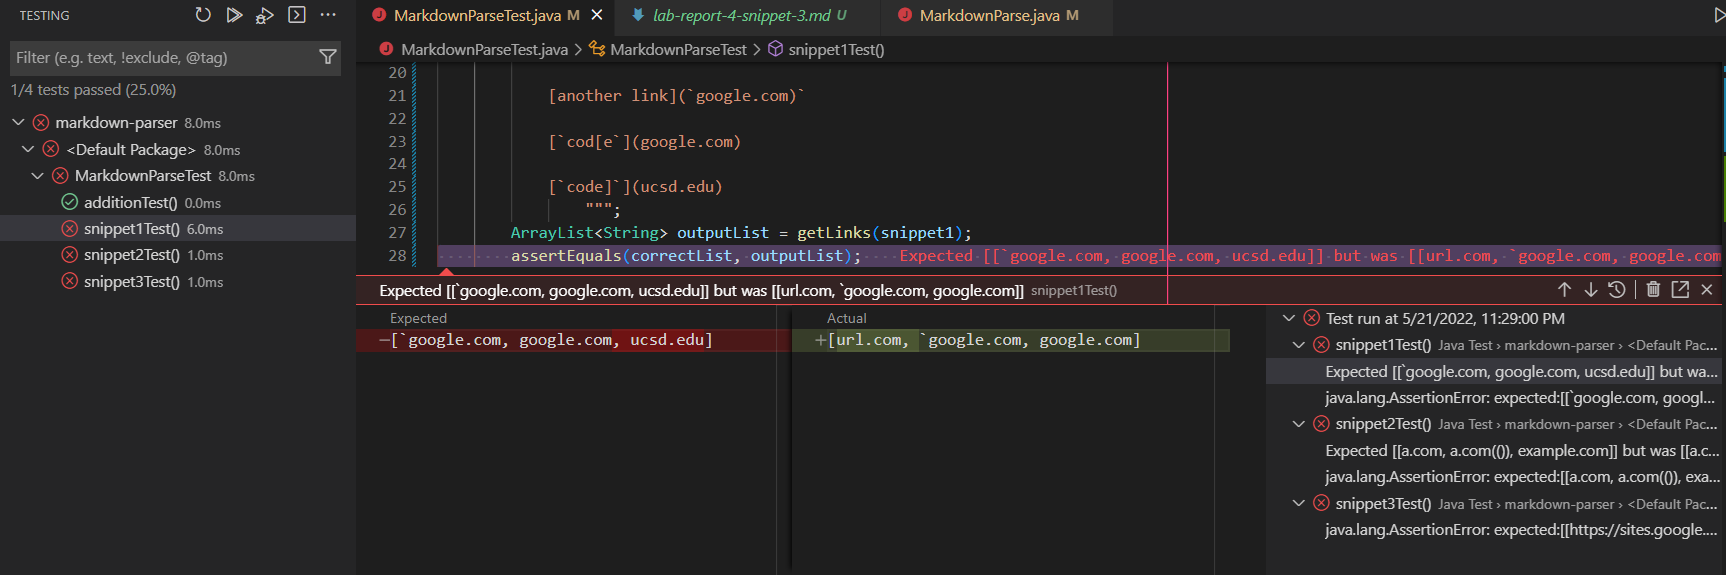 TESTING
Filter (e.g. text, !exclude, @tag)
1/4 tests passed (25.0%)
markdown-parser 8.0ms
<Default Package> 8.0ms
MarkdownParseTest 8.0ms
additionTest() 0.0ms
snippet1Test() 6.0ms
snippet2Test() 1.0ms
snippet3Test() 1.0ms
MarkdownParseTest.java M
lab-report-4-snippet-3.md U
MarkdownParse.java M
MarkdownParseTest.java > MarkdownParseTest > snippet1Test()
20
21 [another link](`google.com)`
22
23 [`cod[e`](google.com)
24
25 [`code]`](ucsd.edu)
26 """;
27 ArrayList<String> outputList = getLinks(snippet1);
28 assertEquals(correctList, outputList); Expected [[`google.com, google.com, ucsd.edu]] but was [[url.com, `google.com, google.com
Expected [[`google.com, google.com, ucsd.edu]] but was [[url.com, `google.com, google.com]] snippet1Test()
Expected
−[`google.com, google.com, ucsd.edu]
Actual
+[url.com, `google.com, google.com]
Test run at 5/21/2022, 11:29:00 PM
snippet1Test() Java Test › markdown-parser › <Default Pac...
Expected [[`google.com, google.com, ucsd.edu]] but wa...
java.lang.AssertionError: expected:[[`google.com, googl...
snippet2Test() Java Test › markdown-parser › <Default Pac...
Expected [[a.com, a.com(()), example.com]] but was [[a.c...
java.lang.AssertionError: expected:[[a.com, a.com(()), exa...
snippet3Test() Java Test › markdown-parser › <Default Pac...
java.lang.AssertionError: expected:[[https://sites.google....